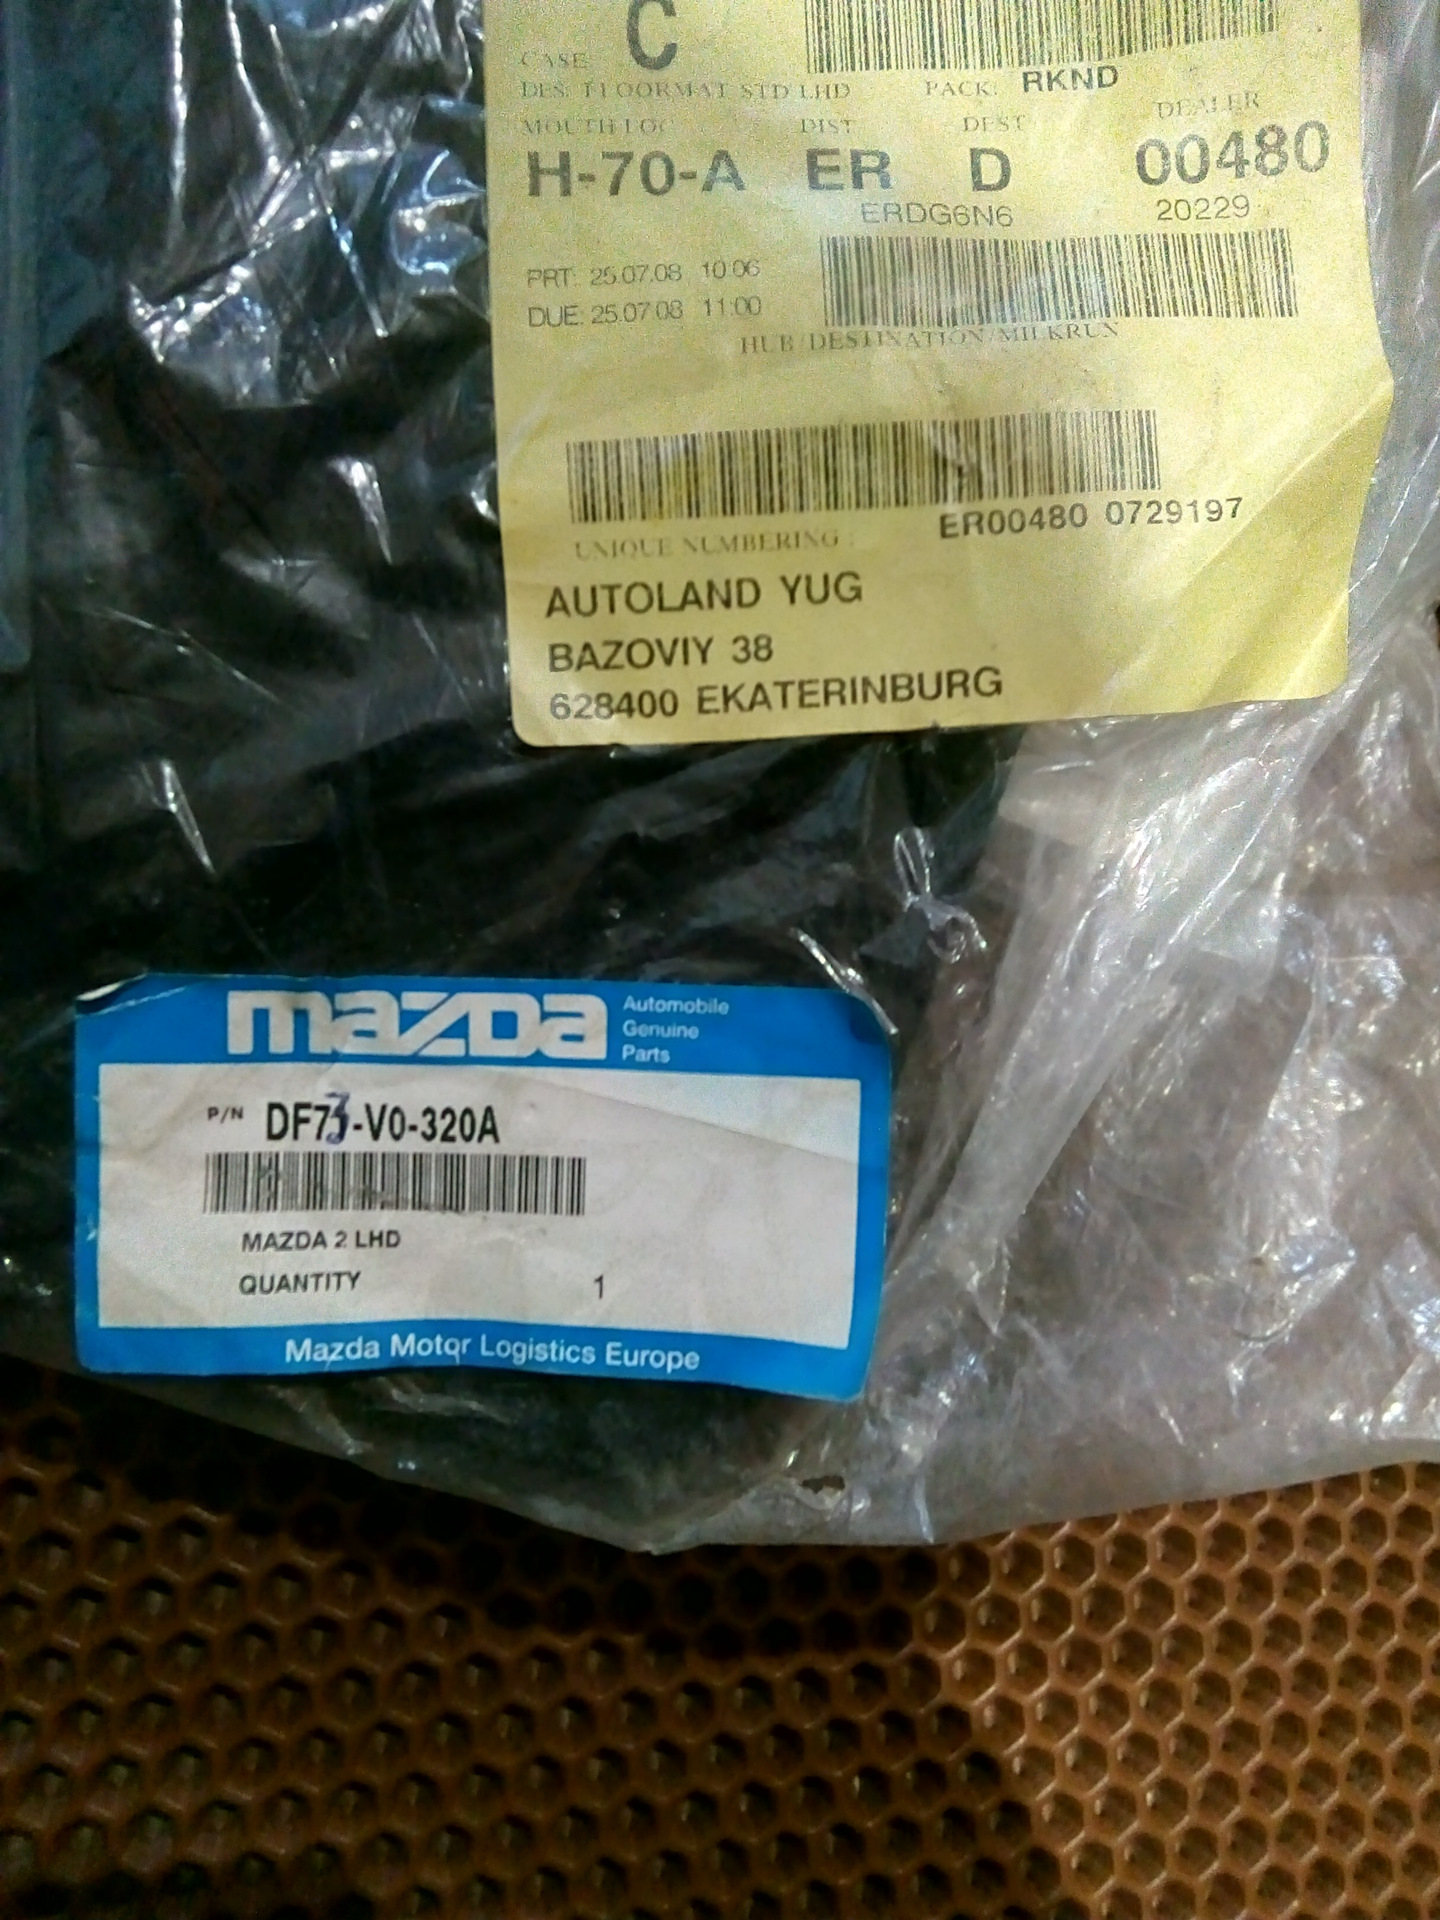 CASE: C
DES: FLOORMAT STD LHD PACK: RKND
MOUTH LOC DIST DEST DEALER
H-70-A ER D 00480
ERDG6N6 20229
PRT: 25.07.08 10:06
DUE: 25.07.08 11:00
HUB/DESTINATION/MILKRUN
ER00480 0729197
UNIQUE NUMBERING :
AUTOLAND YUG
BAZOVIY 38
628400 EKATERINBURG
mazda Automobile
Genuine
Parts
P/N DF73-V0-320A
MAZDA 2 LHD
QUANTITY 1
Mazda Motor Logistics Europe